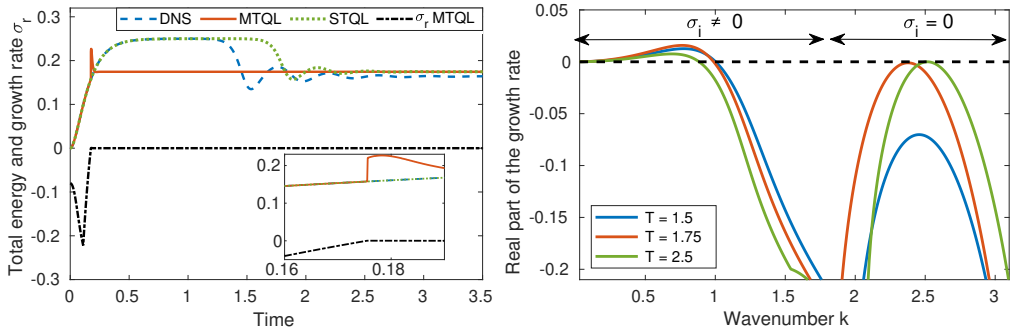 DNS MTQL STQL σr MTQL
Total energy and growth rate σr
0.3
0.2
0.1
0
-0.1
-0.2
-0.3
0.2
0.1
0
0.16 0.18
0 0.5 1 1.5 2 2.5 3 3.5
Time
σi ≠ 0 σi = 0
Real part of the growth rate
0.05
0
-0.05
-0.1
-0.15
-0.2
T = 1.5
T = 1.75
T = 2.5
0.5 1 1.5 2 2.5 3
Wavenumber k